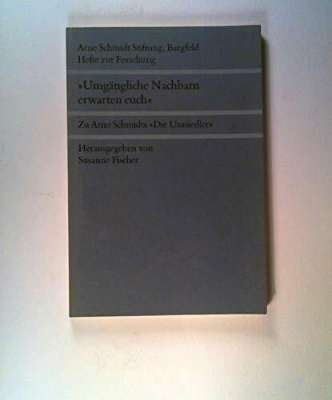 Arno Schmidt Stiftung, Bargfeld
Hefte zur Forschung
»Umgängliche Nachbarn
erwarten euch«
Zu Arno Schmidts »Die Umsiedler«
Herausgegeben von
Susanne Fischer